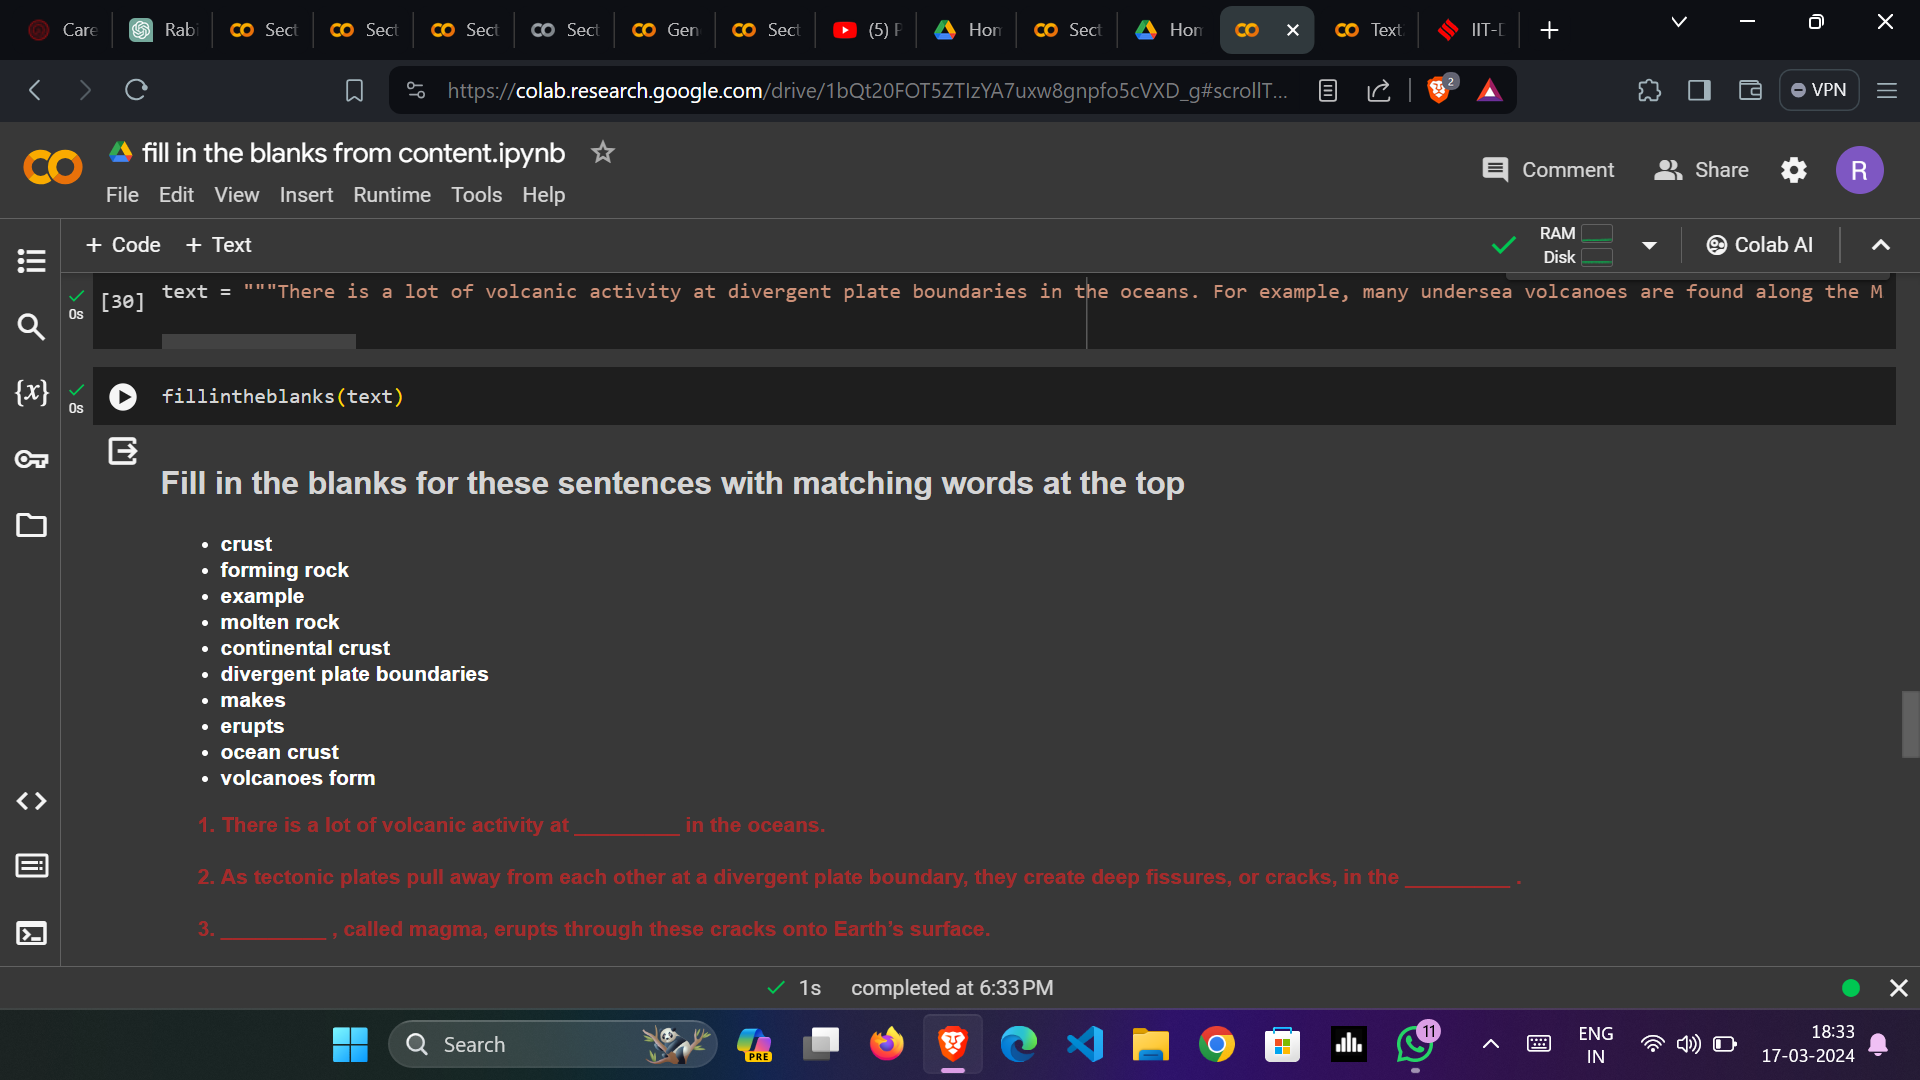 Care
Rabi
Sect
Sect
Sect
Sect
Gen
Sect
(5) P
Hom
Sect
Hom
Text
IIT-D
https://colab.research.google.com/drive/1bQt20FOT5ZTIzYA7uxw8gnpfo5cVXD_g#scrollT...
2
VPN
fill in the blanks from content.ipynb
Comment
Share
R
File Edit View Insert Runtime Tools Help
+ Code + Text
RAM
Disk
Colab AI
[30]
0s
text = """There is a lot of volcanic activity at divergent plate boundaries in the oceans. For example, many undersea volcanoes are found along the M
{x}
0s
fillintheblanks(text)
Fill in the blanks for these sentences with matching words at the top
• crust
• forming rock
• example
• molten rock
• continental crust
• divergent plate boundaries
• makes
• erupts
• ocean crust
• volcanoes form
1. There is a lot of volcanic activity at _________ in the oceans.
2. As tectonic plates pull away from each other at a divergent plate boundary, they create deep fissures, or cracks, in the _________ .
3. _________ , called magma, erupts through these cracks onto Earth's surface.
1s completed at 6:33 PM
Search
PRE
11
ENG
IN
18:33
17-03-2024